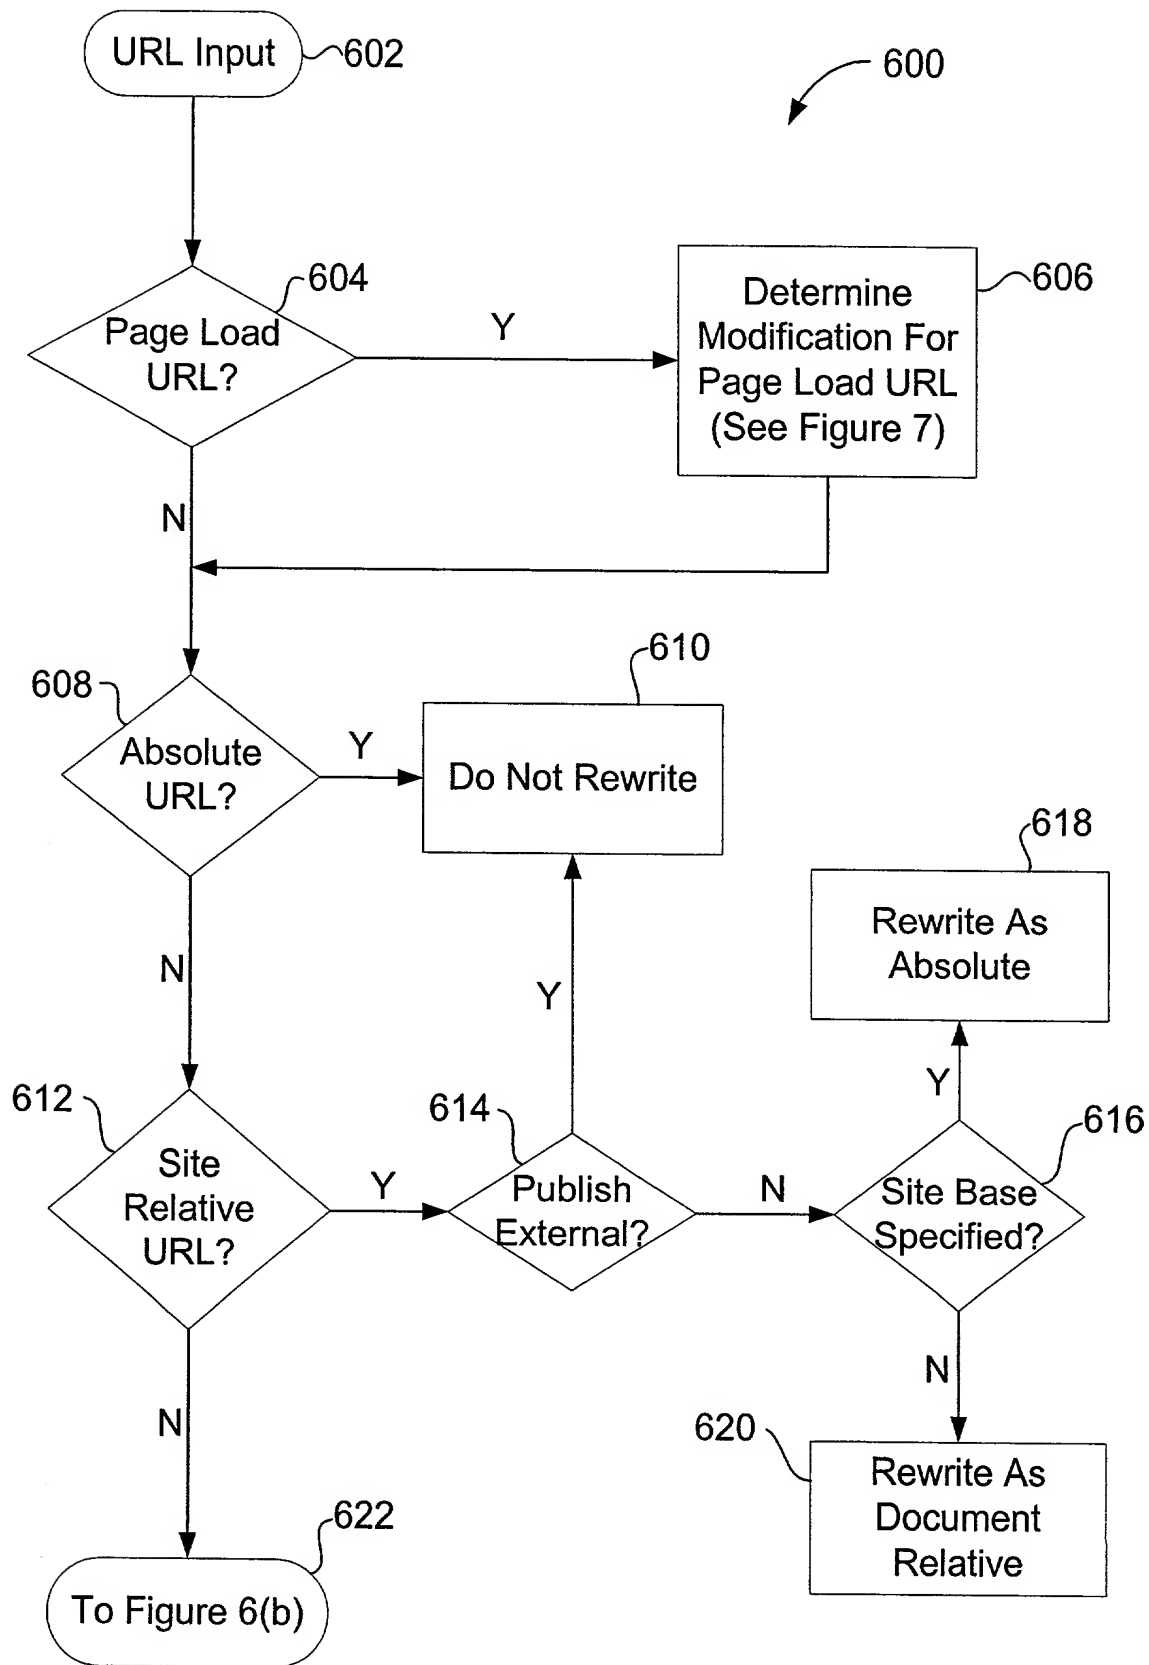 URL Input
602
600
604
Page Load
URL?
Y
606
Determine
Modification For
Page Load URL
(See Figure 7)
N
610
608
Absolute
URL?
Y
Do Not Rewrite
618
Rewrite As
Absolute
N
Y
Y
612
614
616
Site
Relative
URL?
Y
Publish
External?
N
Site Base
Specified?
N
N
620
Rewrite As
Document
Relative
622
To Figure 6(b)